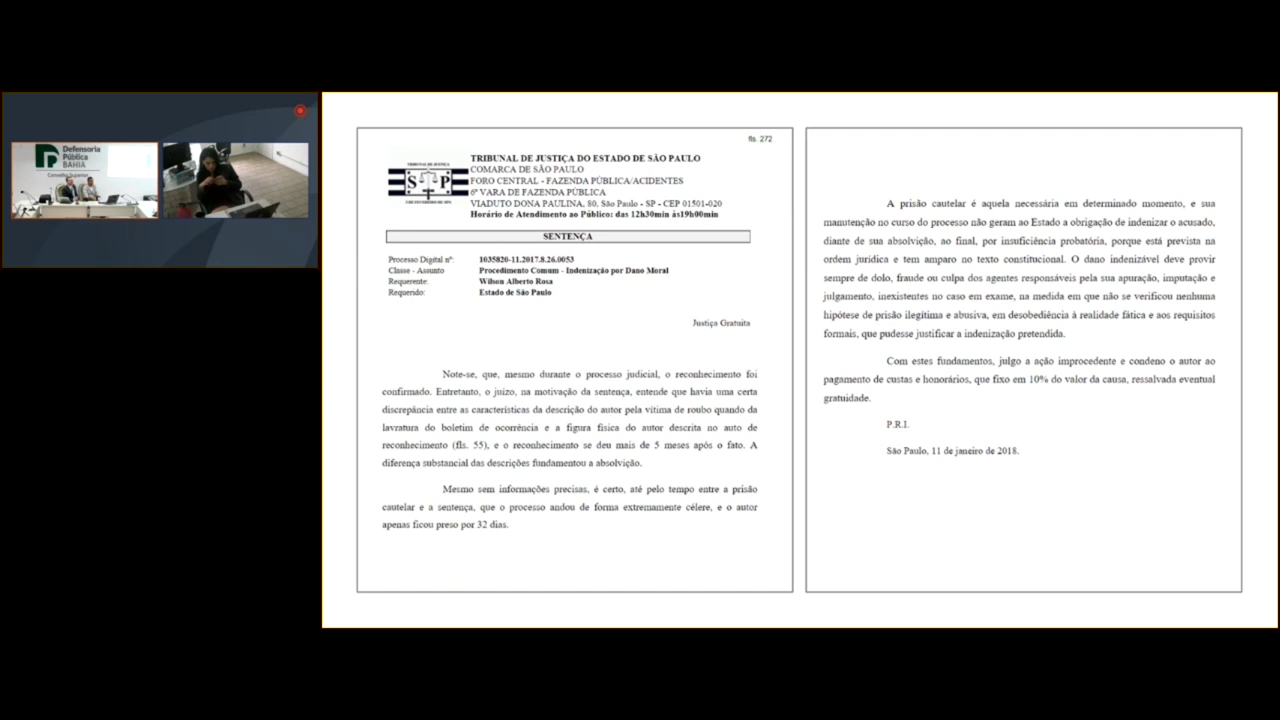 Defensoria
Pública
BAHIA
Conselho Superior
fls. 272
TRIBUNAL DE JUSTIÇA
S P
3 DE FEVEREIRO DE 1874
TRIBUNAL DE JUSTIÇA DO ESTADO DE SÃO PAULO
COMARCA DE SÃO PAULO
FORO CENTRAL - FAZENDA PÚBLICA/ACIDENTES
6ª VARA DE FAZENDA PÚBLICA
VIADUTO DONA PAULINA, 80, São Paulo - SP - CEP 01501-020
Horário de Atendimento ao Público: das 12h30min às19h00min
SENTENÇA
Processo Digital nº: 1035820-11.2017.8.26.0053
Classe - Assunto Procedimento Comum - Indenização por Dano Moral
Requerente: Wilson Alberto Rosa
Requerido: Estado de São Paulo
Justiça Gratuita
Note-se, que, mesmo durante o processo judicial, o reconhecimento foi
confirmado. Entretanto, o juízo, na motivação da sentença, entende que havia uma certa
discrepância entre as características da descrição do autor pela vítima de roubo quando da
lavratura do boletim de ocorrência e a figura física do autor descrita no auto de
reconhecimento (fls. 55), e o reconhecimento se deu mais de 5 meses após o fato. A
diferença substancial das descrições fundamentou a absolvição.
Mesmo sem informações precisas, é certo, até pelo tempo entre a prisão
cautelar e a sentença, que o processo andou de forma extremamente célere, e o autor
apenas ficou preso por 32 dias.
A prisão cautelar é aquela necessária em determinado momento, e sua
manutenção no curso do processo não geram ao Estado a obrigação de indenizar o acusado,
diante de sua absolvição, ao final, por insuficiência probatória, porque está prevista na
ordem jurídica e tem amparo no texto constitucional. O dano indenizável deve provir
sempre de dolo, fraude ou culpa dos agentes responsáveis pela sua apuração, imputação e
julgamento, inexistentes no caso em exame, na medida em que não se verificou nenhuma
hipótese de prisão ilegítima e abusiva, em desobediência à realidade fática e aos requisitos
formais, que pudesse justificar a indenização pretendida.
Com estes fundamentos, julgo a ação improcedente e condeno o autor ao
pagamento de custas e honorários, que fixo em 10% do valor da causa, ressalvada eventual
gratuidade.
P.R.I.
São Paulo, 11 de janeiro de 2018.